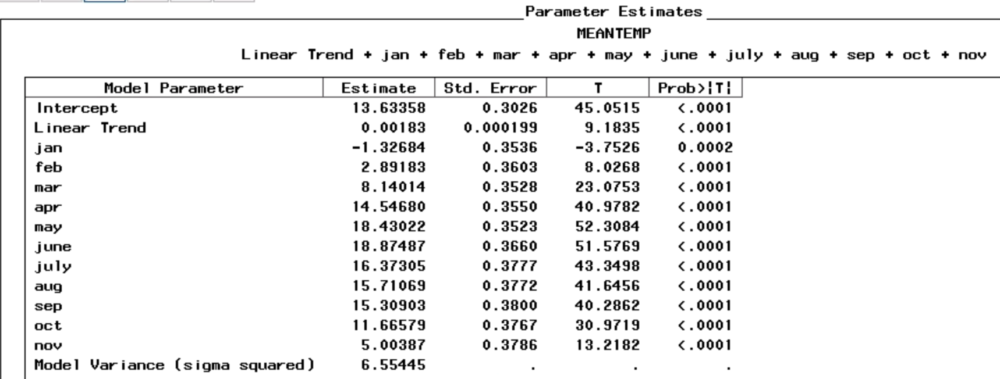 Parameter Estimates
MEANTEMP
Linear Trend + jan + feb + mar + apr + may + june + july + aug + sep + oct + nov
Model Parameter Estimate Std. Error T Prob>|T|
Intercept 13.63358 0.3026 45.0515 <.0001
Linear Trend 0.00183 0.000199 9.1835 <.0001
jan -1.32684 0.3536 -3.7526 0.0002
feb 2.89183 0.3603 8.0268 <.0001
mar 8.14014 0.3528 23.0753 <.0001
apr 14.54680 0.3550 40.9782 <.0001
may 18.43022 0.3523 52.3084 <.0001
june 18.87487 0.3660 51.5769 <.0001
july 16.37305 0.3777 43.3498 <.0001
aug 15.71069 0.3772 41.6456 <.0001
sep 15.30903 0.3800 40.2862 <.0001
oct 11.66579 0.3767 30.9719 <.0001
nov 5.00387 0.3786 13.2182 <.0001
Model Variance (sigma squared) 6.55445 . . .